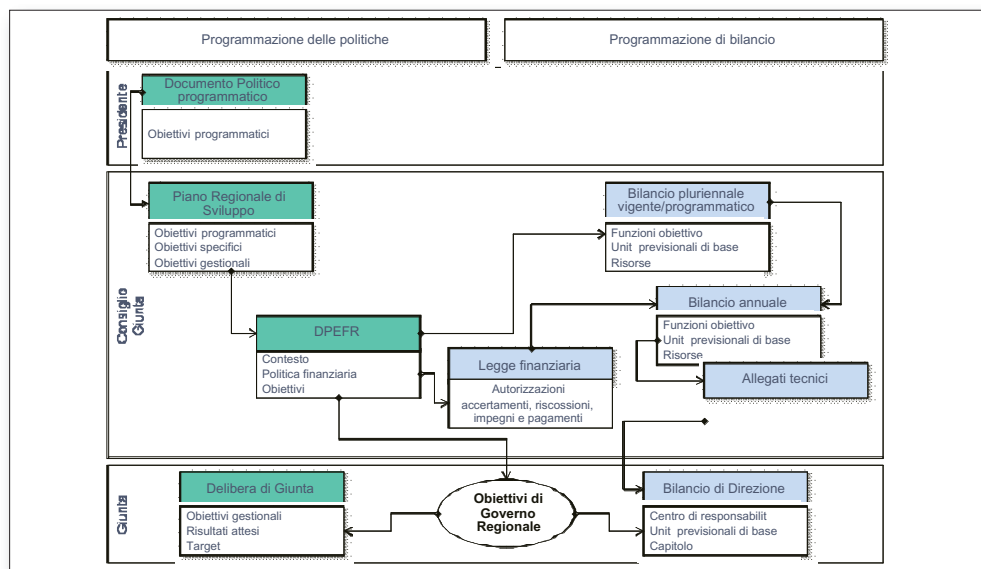 Programmazione delle politiche
Programmazione di bilancio
Presidente
Documento Politico
programmatico
Obiettivi programmatici
Consiglio
Giunta
Piano Regionale di
Sviluppo
Obiettivi programmatici
Obiettivi specifici
Obiettivi gestionali
Bilancio pluriennale
vigente/programmatico
Funzioni obiettivo
Unit previsionali di base
Risorse
DPEFR
Contesto
Politica finanziaria
Obiettivi
Legge finanziaria
Autorizzazioni
accertamenti, riscossioni,
impegni e pagamenti
Bilancio annuale
Funzioni obiettivo
Unit previsionali di base
Risorse
Allegati tecnici
Giunta
Delibera di Giunta
Obiettivi gestionali
Risultati attesi
Target
Obiettivi di
Governo
Regionale
Bilancio di Direzione
Centro di responsabilit
Unit previsionali di base
Capitolo